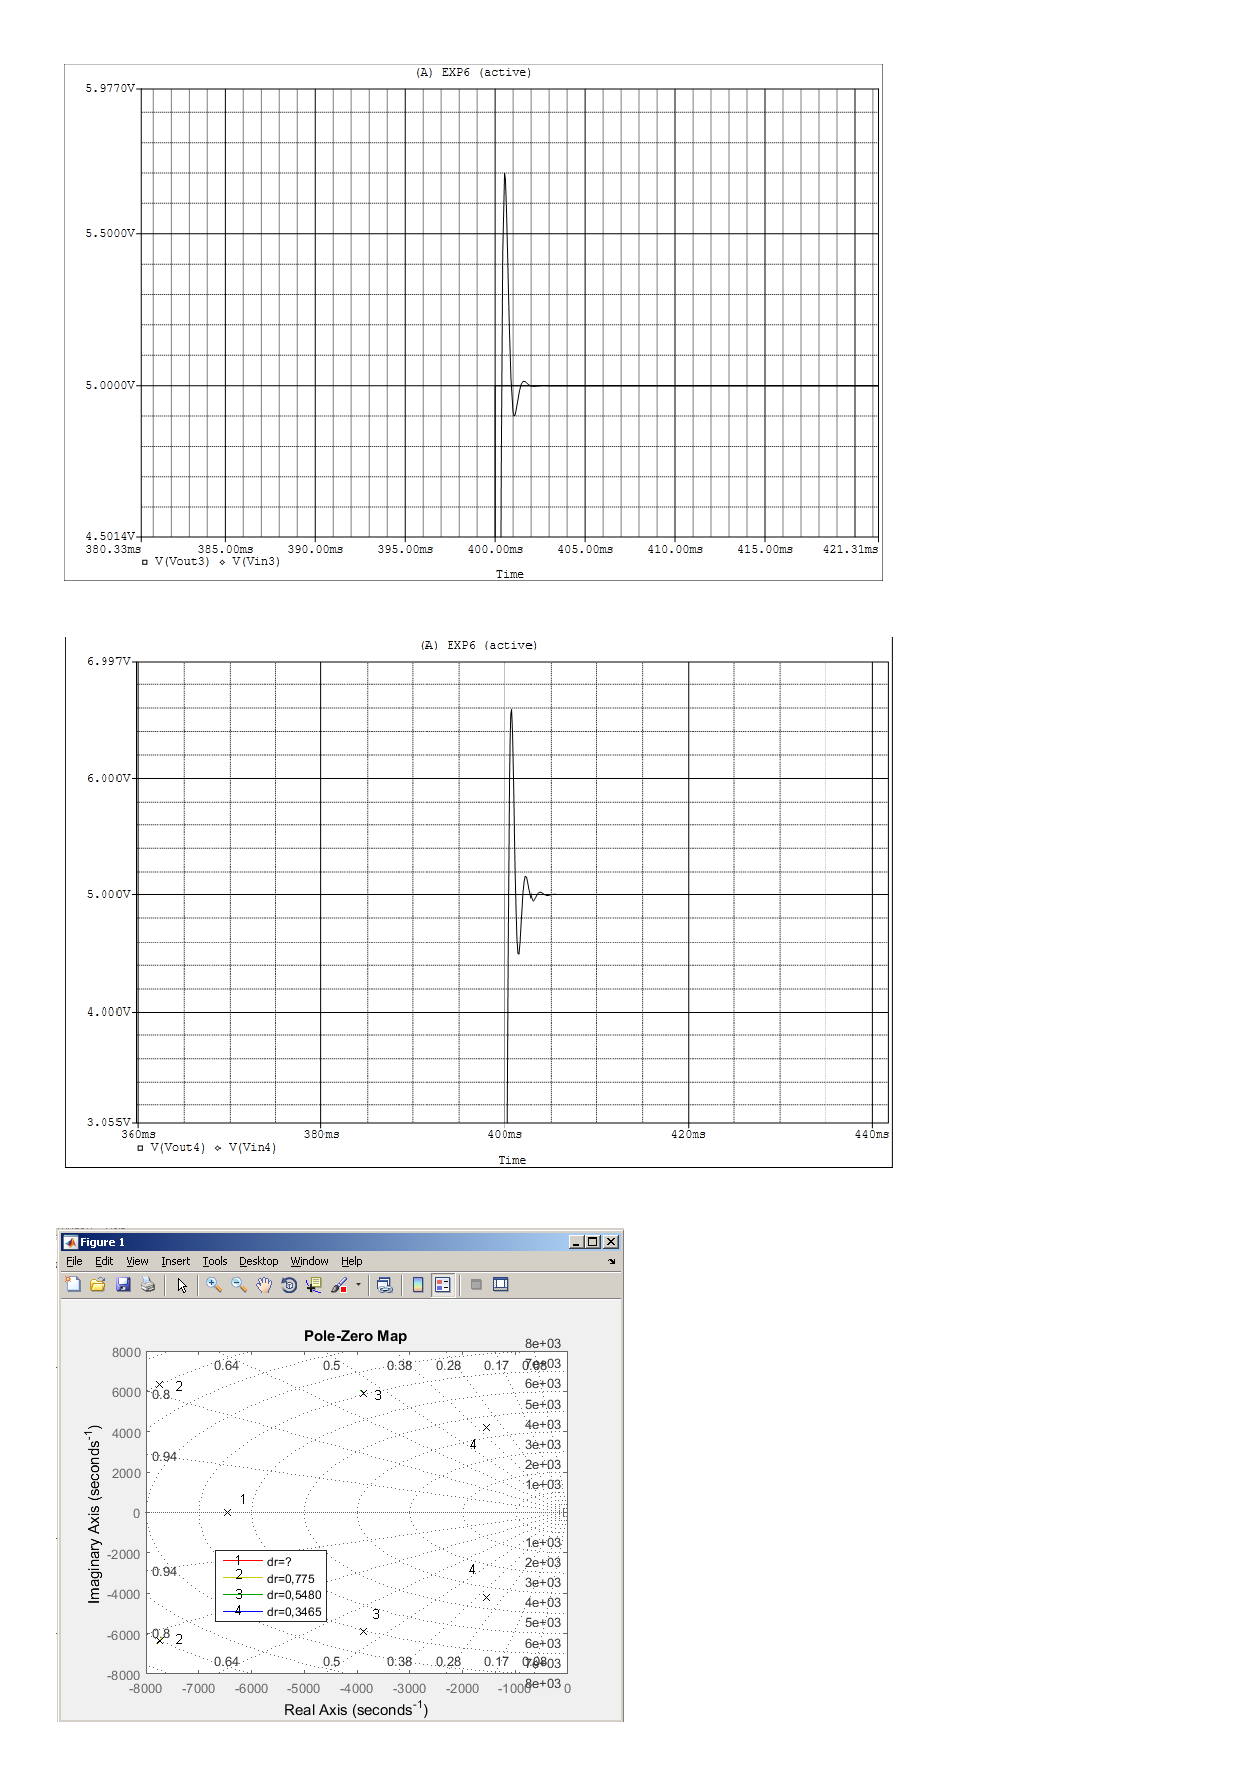 (A) EXP6 (active)
5.9770V
5.5000V
5.0000V
4.5014V
380.33ms 385.00ms 390.00ms 395.00ms 400.00ms 405.00ms 410.00ms 415.00ms 421.31ms
V(Vout3) V(Vin3)
Time
(A) EXP6 (active)
6.997V
6.000V
5.000V
4.000V
3.055V
360ms 380ms 400ms 420ms 440ms
V(Vout4) V(Vin4)
Time
Figure 1
File Edit View Insert Tools Desktop Window Help
Pole-Zero Map
8e+03
8000 0.64 0.5 0.38 0.28 0.17 0.08 7e+03
6000 0.8 2 3 6e+03
5e+03
4000 4 4e+03
3e+03
2000 0.94 2e+03
1 1e+03
0
1e+03
-2000 0.94 4 2e+03
3e+03
-4000 4e+03
3 5e+03
-6000 0.8 2 6e+03
0.64 0.5 0.38 0.28 0.17 0.08 7e+03
-8000 8e+03
1 dr=?
2 dr=0,775
3 dr=0,5480
4 dr=0,3465
-8000 -7000 -6000 -5000 -4000 -3000 -2000 -1000 0
Real Axis (seconds-1)
Imaginary Axis (seconds-1)